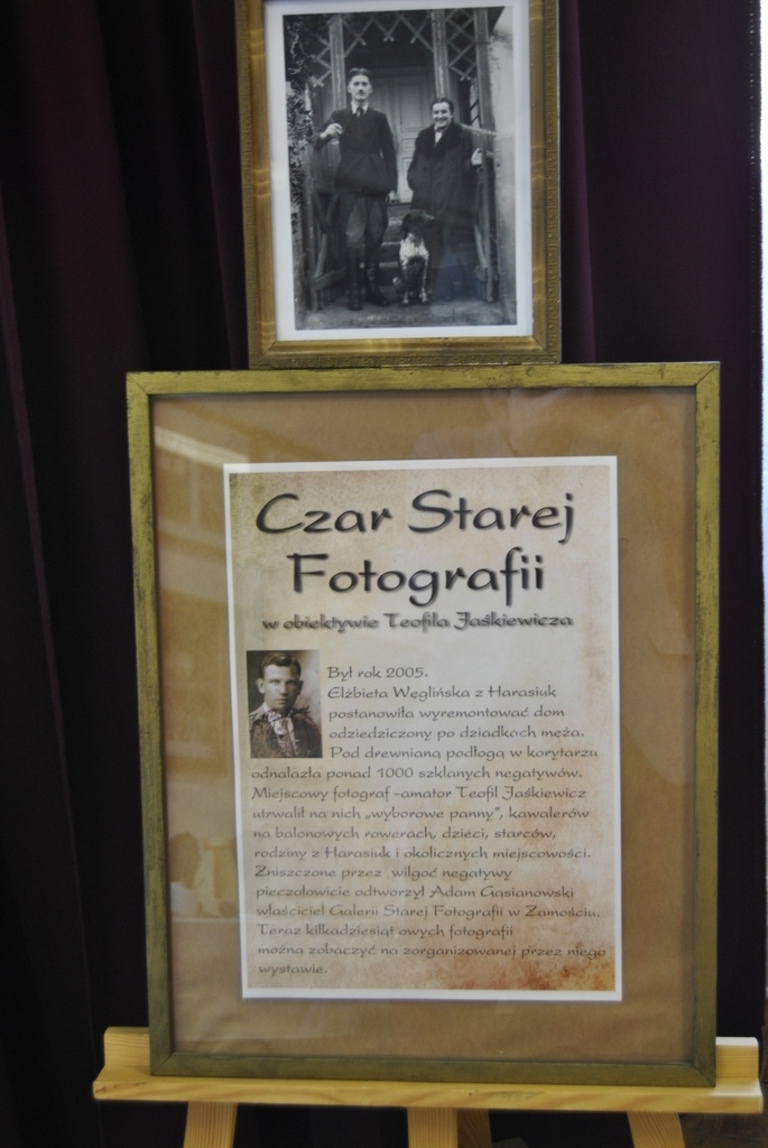 Czar Starej
Fotografii
w obiektywie Teofila Jaśkiewicza
Był rok 2005.
Elżbieta Węglińska z Harasiuk
postanowiła wyremontować dom
odziedziczony po dziadkach męża.
Pod drewnianą podłogą w korytarzu
odnalazła ponad 1000 szklanych negatywów.
Miejscowy fotograf -amator Teofil Jaśkiewicz
utrwalił na nich „wyborowe panny”, kawalerów
na balonowych rowerach, dzieci, starców,
rodziny z Harasiuk i okolicznych miejscowości.
Zniszczone przez wilgoć negatywy
pieczołowicie odtworzył Adam Gąsianowski
właściciel Galerii Starej Fotografii w Zamościu.
Teraz kilkadziesiąt owych fotografii
można zobaczyć na zorganizowanej przez niego
wystawie.